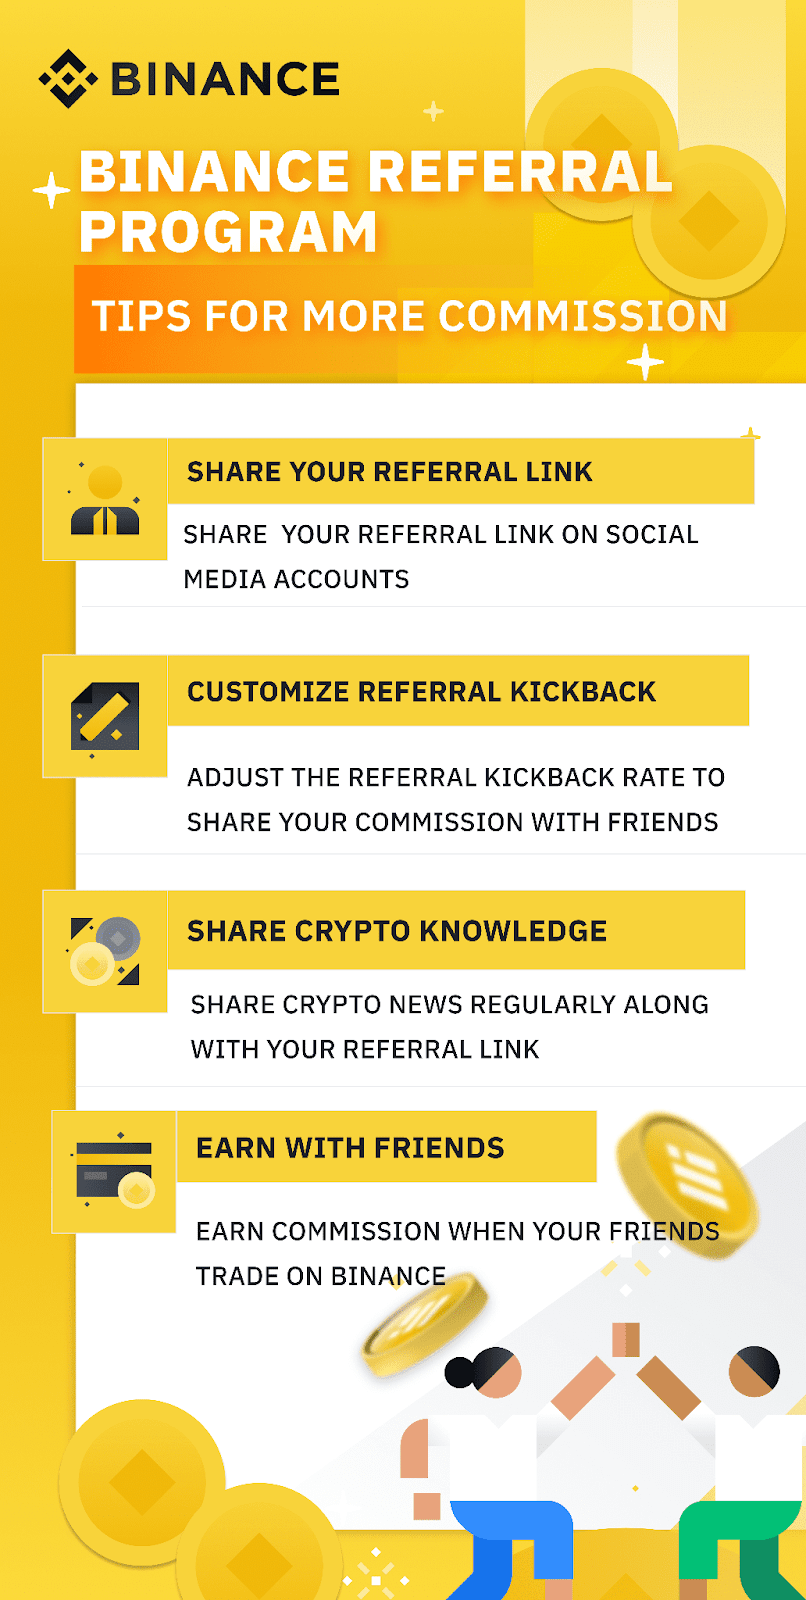 BINANCE
BINANCE REFERRAL
PROGRAM
TIPS FOR MORE COMMISSION
SHARE YOUR REFERRAL LINK
SHARE YOUR REFERRAL LINK ON SOCIAL
MEDIA ACCOUNTS
CUSTOMIZE REFERRAL KICKBACK
ADJUST THE REFERRAL KICKBACK RATE TO
SHARE YOUR COMMISSION WITH FRIENDS
SHARE CRYPTO KNOWLEDGE
SHARE CRYPTO NEWS REGULARLY ALONG
WITH YOUR REFERRAL LINK
EARN WITH FRIENDS
EARN COMMISSION WHEN YOUR FRIENDS
TRADE ON BINANCE